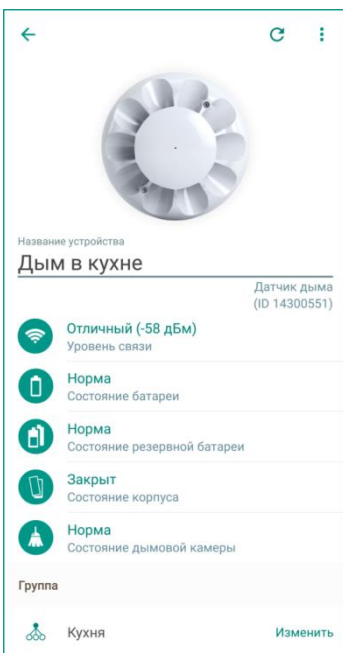 Название устройства
Дым в кухне
Датчик дыма
(ID 14300551)
Отличный (-58 дБм)
Уровень связи
Норма
Состояние батареи
Норма
Состояние резервной батареи
Закрыт
Состояние корпуса
Норма
Состояние дымовой камеры
Группа
Кухня Изменить